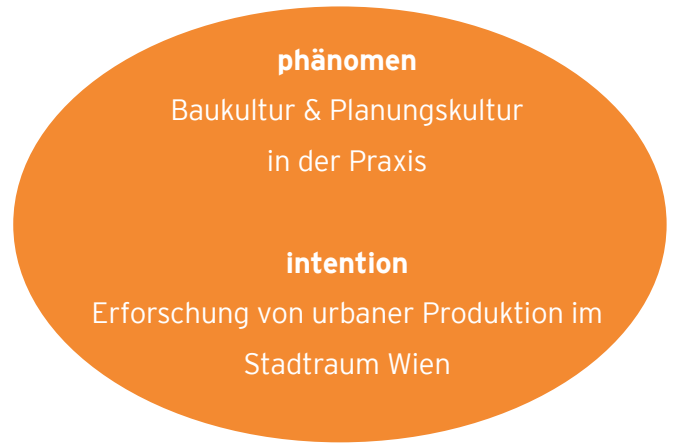 phänomen
Baukultur & Planungskultur
in der Praxis
intention
Erforschung von urbaner Produktion im
Stadtraum Wien